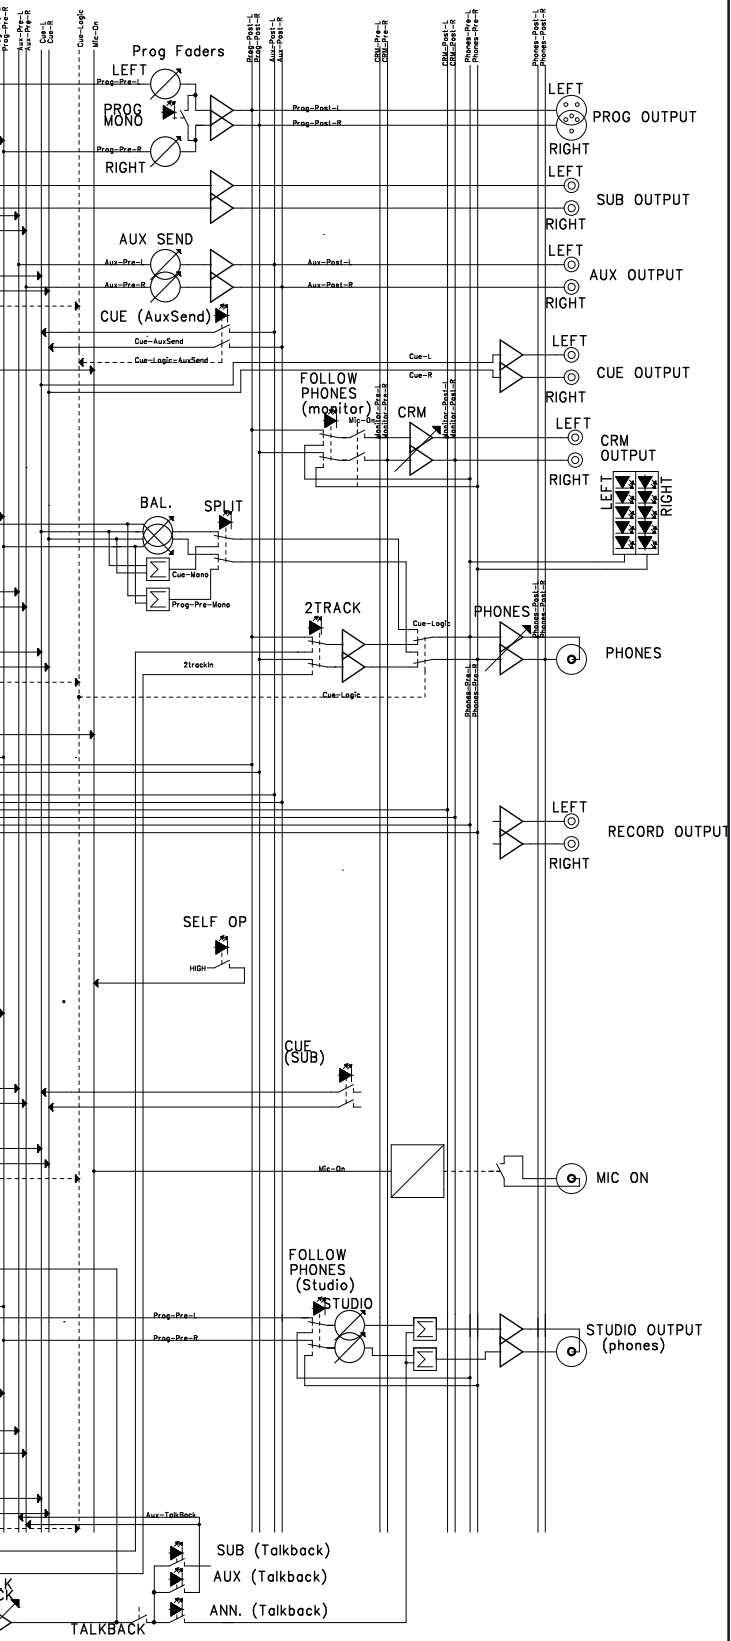 Prog-Pre-R
Aux-Pre-L
Aux-Pre-R
Cue-L
Cue-R
Cue-Logic
Mic-On
Prog-Post-L
Prog-Post-R
Aux-Post-L
Aux-Post-R
CRM-Pre-L
CRM-Pre-R
CRM-Post-L
CRM-Post-R
Phones-Pre-L
Phones-Pre-R
Phones-Post-L
Phones-Post-R
Prog Faders
LEFT
Prog-Pre-L
PROG
MONO
Prog-Pre-R
RIGHT
Prog-Post-L
Prog-Post-R
LEFT
PROG OUTPUT
RIGHT
LEFT
SUB OUTPUT
RIGHT
AUX SEND
Aux-Pre-L
Aux-Pre-R
Aux-Post-L
Aux-Post-R
LEFT
AUX OUTPUT
RIGHT
CUE (AuxSend)
Cue-AuxSend
Cue-Logic-AuxSend
Cue-L
Cue-R
LEFT
CUE OUTPUT
RIGHT
FOLLOW
PHONES
(monitor)
Mic-On
Monitor-Pre-L
Monitor-Pre-R
CRM
Monitor-Post-L
Monitor-Post-R
LEFT
CRM
OUTPUT
RIGHT
LEFT
RIGHT
BAL.
SPLIT
Cue-Mono
Prog-Pre-Mono
2TRACK
2trackIn
Cue-Logic
Cue-Logic
PHONES
Phones-Post-L
Phones-Post-R
Phones-Pre-L
Phones-Pre-R
PHONES
LEFT
RECORD OUTPUT
RIGHT
SELF OP
HIGH
CUE
(SUB)
Mic-On
MIC ON
FOLLOW
PHONES
(Studio)
STUDIO
Prog-Pre-L
Prog-Pre-R
STUDIO OUTPUT
(phones)
Aux-TalkBack
SUB (Talkback)
AUX (Talkback)
ANN. (Talkback)
TALKBACK